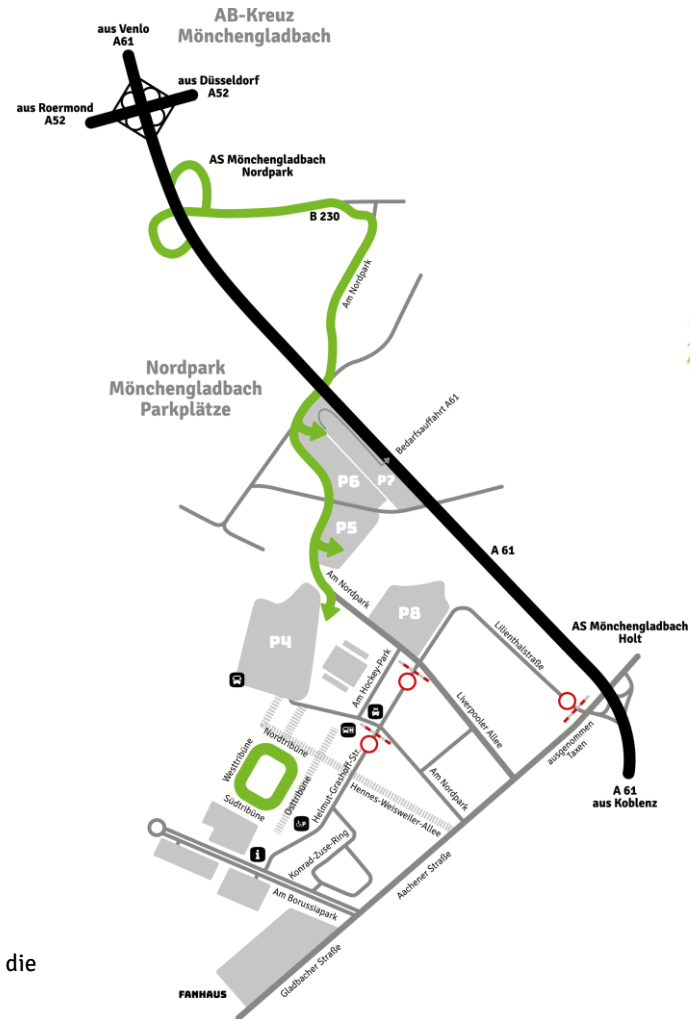 AB-Kreuz
Mönchengladbach
aus Venlo
A61
aus Düsseldorf
A52
aus Roermond
A52
AS Mönchengladbach
Nordpark
B 230
Am Nordpark
Nordpark
Mönchengladbach
Parkplätze
Bedarfsauffahrt A61
P6
P7
P5
A 61
Am Nordpark
P4
P8
Lilienthalstraße
AS Mönchengladbach
Holt
Am Hockey-Park
Liverpooler Allee
ausgenommen
Taxen
H
Nordtribüne
Westtribüne
Osttribüne
Südtribüne
Helmut-Grashoff-Str.
Am Nordpark
Hennes-Weisweiler-Allee
A 61
aus Koblenz
P
i
Konrad-Zuse-Ring
Aachener Straße
Am Borussiapark
Gladbacher Straße
die
FANHAUS